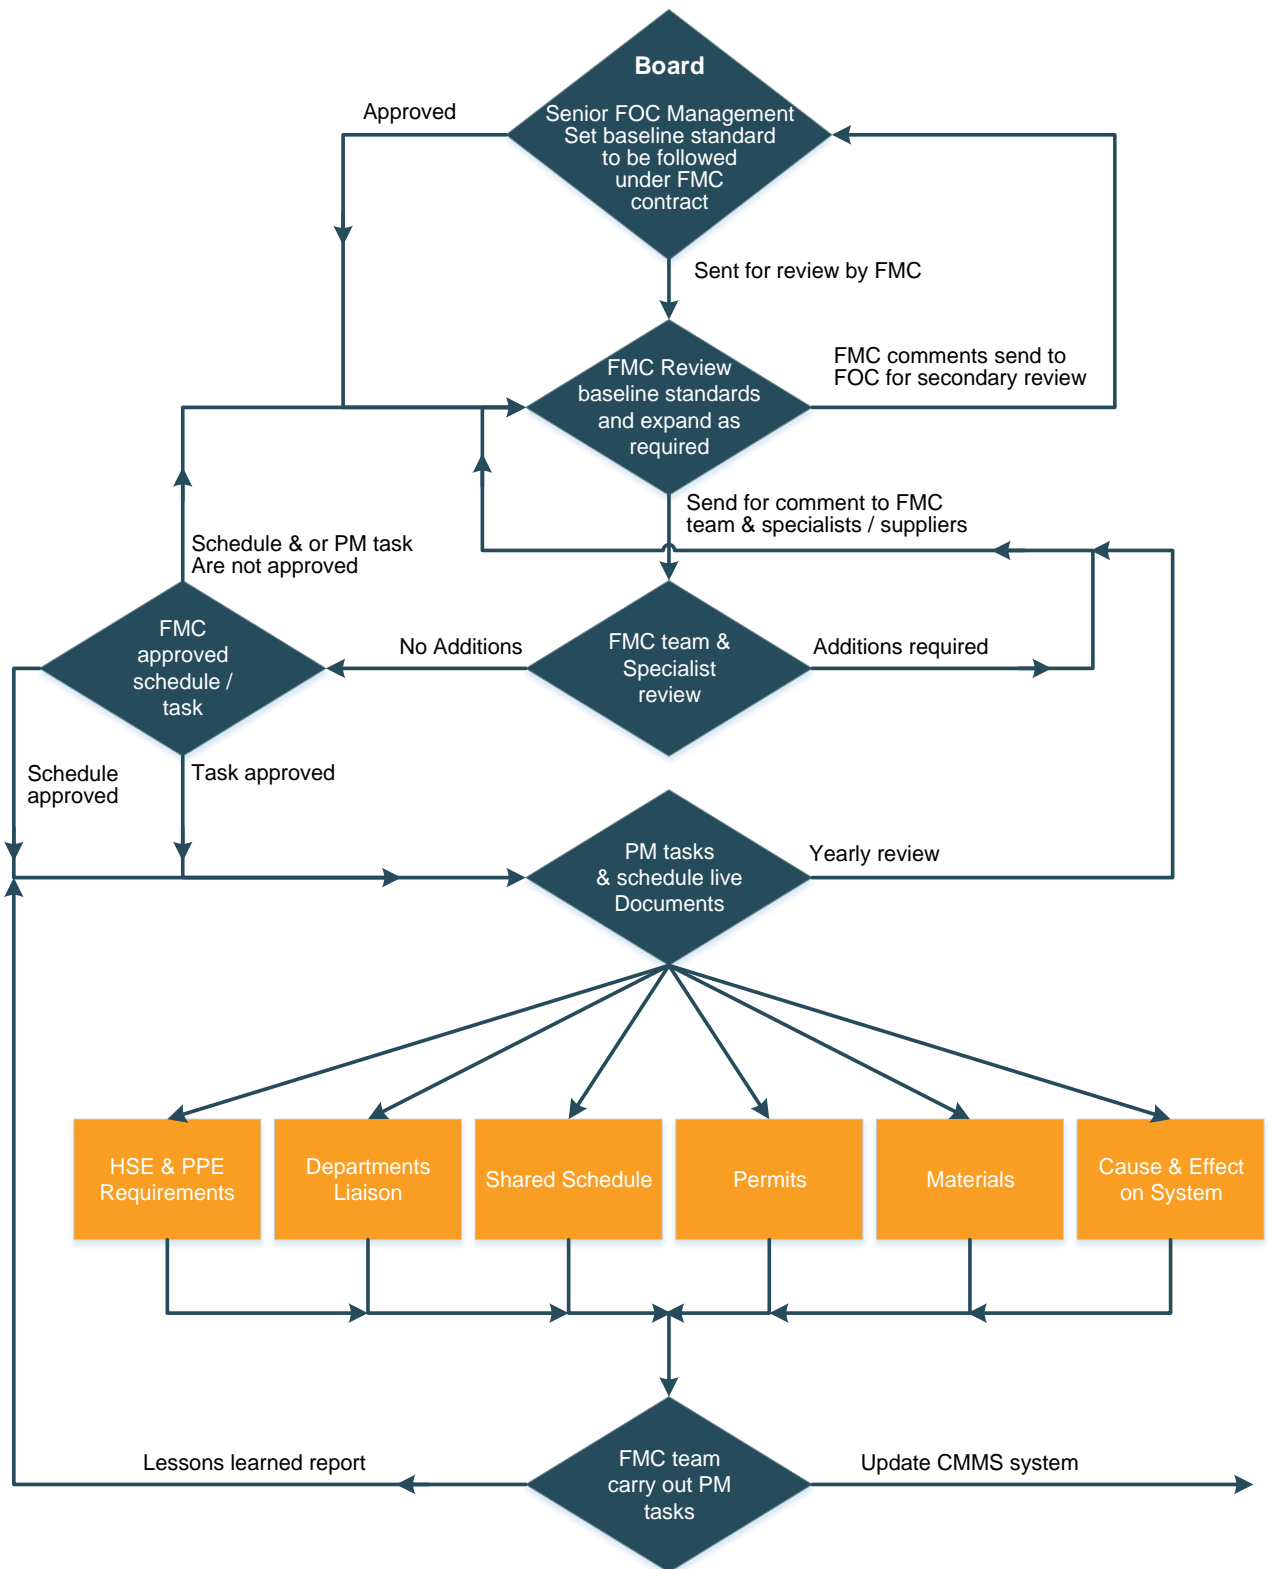 Board
Senior FOC Management
Set baseline standard
to be followed
under FMC
contract
Approved
Sent for review by FMC
FMC Review
baseline standards
and expand as
required
FMC comments send to
FOC for secondary review
Send for comment to FMC
team & specialists / suppliers
Schedule & or PM task
Are not approved
FMC
approved
schedule /
task
No Additions
FMC team &
Specialist
review
Additions required
Schedule
approved
Task approved
PM tasks
& schedule live
Documents
Yearly review
HSE & PPE
Requirements
Departments
Liaison
Shared Schedule
Permits
Materials
Cause & Effect
on System
Lessons learned report
FMC team
carry out PM
tasks
Update CMMS system